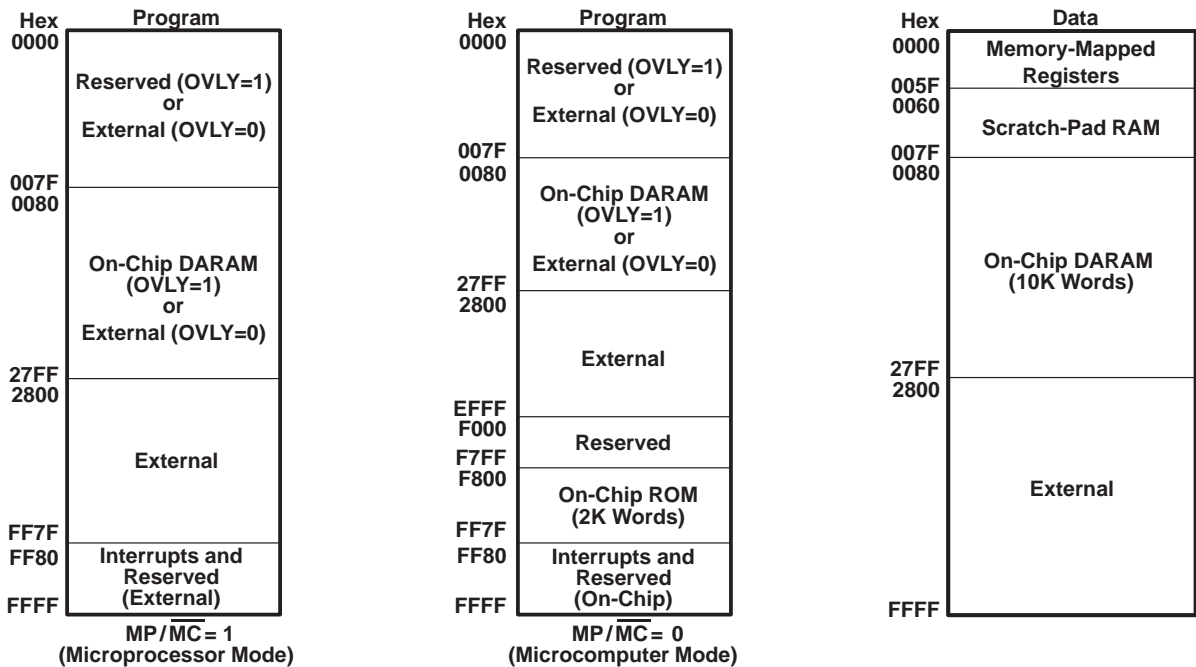 Hex Program
0000
Reserved (OVLY=1)
or
External (OVLY=0)
007F
0080
On-Chip DARAM
(OVLY=1)
or
External (OVLY=0)
27FF
2800
External
FF7F
FF80
Interrupts and
Reserved
(External)
FFFF
MP/M̅C̅= 1
(Microprocessor Mode)
Hex Program
0000
Reserved (OVLY=1)
or
External (OVLY=0)
007F
0080
On-Chip DARAM
(OVLY=1)
or
External (OVLY=0)
27FF
2800
External
EFFF
F000
Reserved
F7FF
F800
On-Chip ROM
(2K Words)
FF7F
FF80
Interrupts and
Reserved
(On-Chip)
FFFF
MP/M̅C̅= 0
(Microcomputer Mode)
Hex Data
0000
Memory-Mapped
Registers
005F
0060
Scratch-Pad RAM
007F
0080
On-Chip DARAM
(10K Words)
27FF
2800
External
FFFF